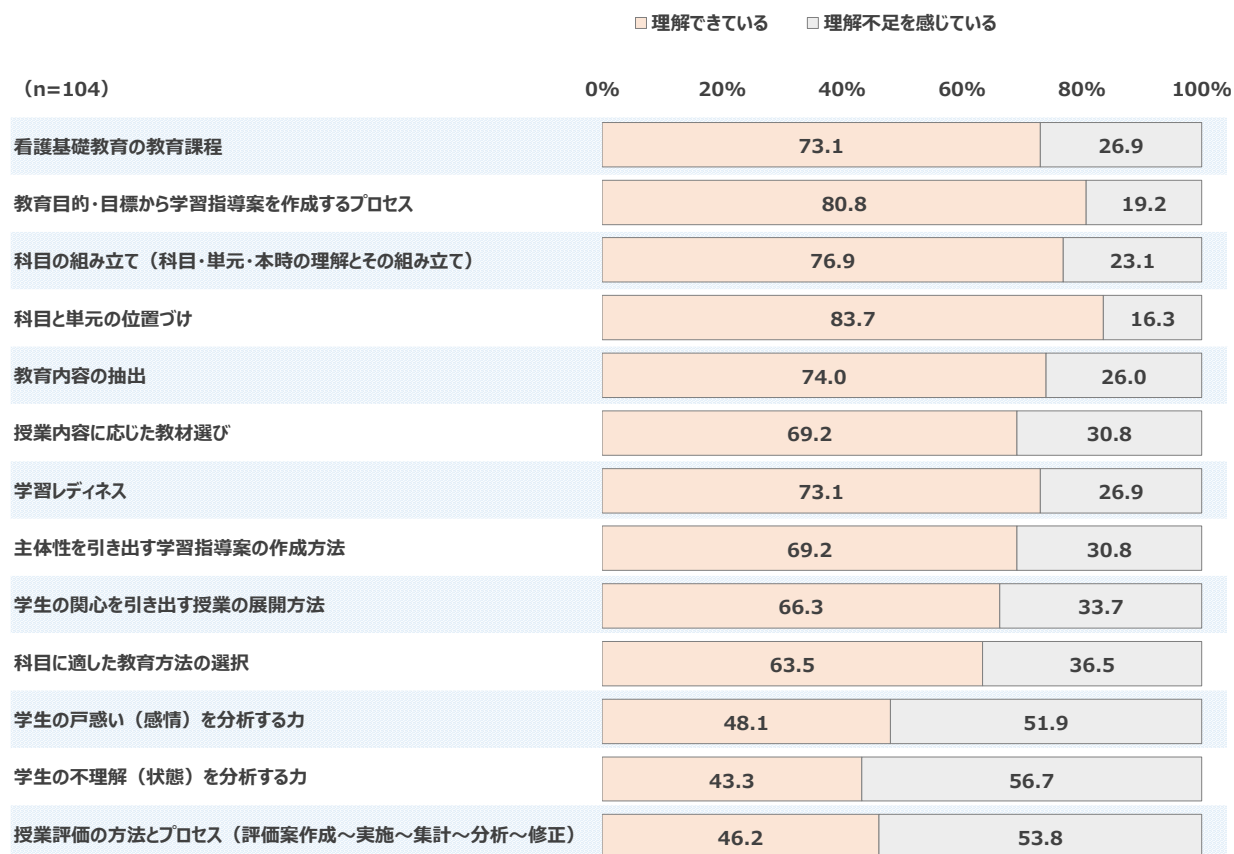 理解できている 理解不足を感じている
（n=104） 0% 20% 40% 60% 80% 100%
看護基礎教育の教育課程 73.1 26.9
教育目的・目標から学習指導案を作成するプロセス 80.8 19.2
科目の組み立て（科目・単元・本時の理解とその組み立て） 76.9 23.1
科目と単元の位置づけ 83.7 16.3
教育内容の抽出 74.0 26.0
授業内容に応じた教材選び 69.2 30.8
学習レディネス 73.1 26.9
主体性を引き出す学習指導案の作成方法 69.2 30.8
学生の関心を引き出す授業の展開方法 66.3 33.7
科目に適した教育方法の選択 63.5 36.5
学生の戸惑い（感情）を分析する力 48.1 51.9
学生の不理解（状態）を分析する力 43.3 56.7
授業評価の方法とプロセス（評価案作成～実施～集計～分析～修正） 46.2 53.8